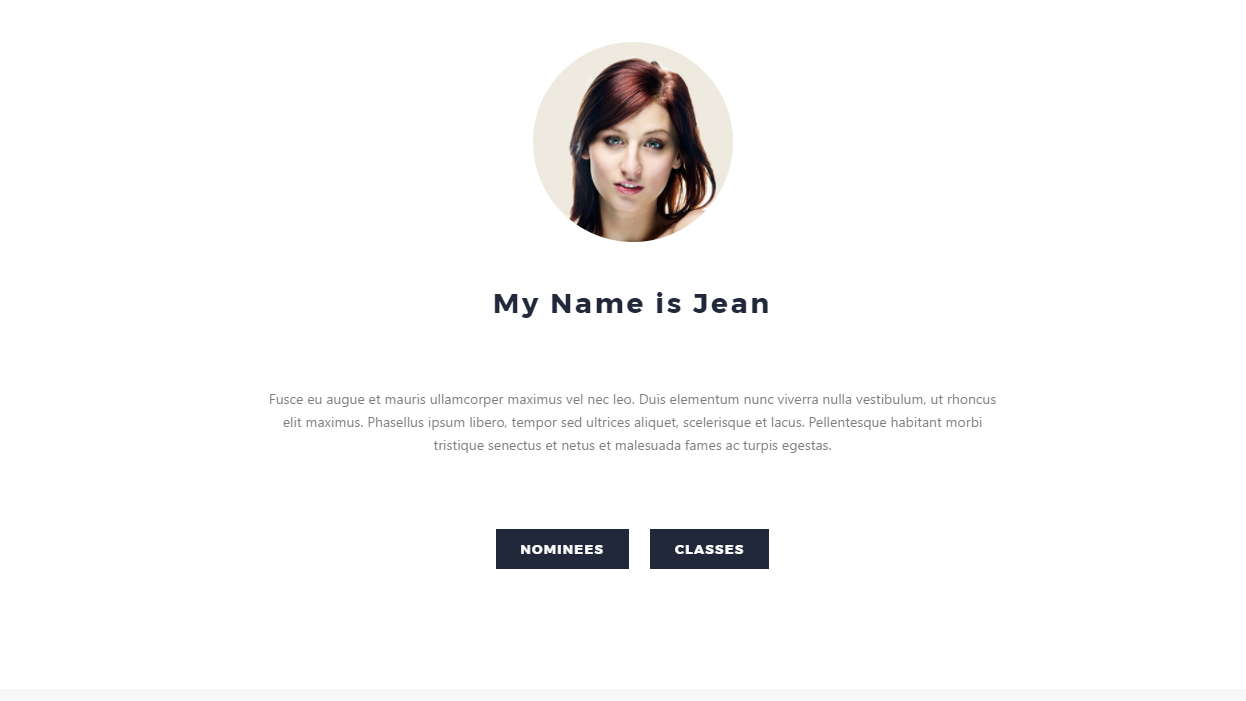 My Name is Jean
Fusce eu augue et mauris ullamcorper maximus vel nec leo. Duis elementum nunc viverra nulla vestibulum, ut rhoncus
elit maximus. Phasellus ipsum libero, tempor sed ultrices aliquet, scelerisque et lacus. Pellentesque habitant morbi
tristique senectus et netus et malesuada fames ac turpis egestas.
NOMINEES CLASSES